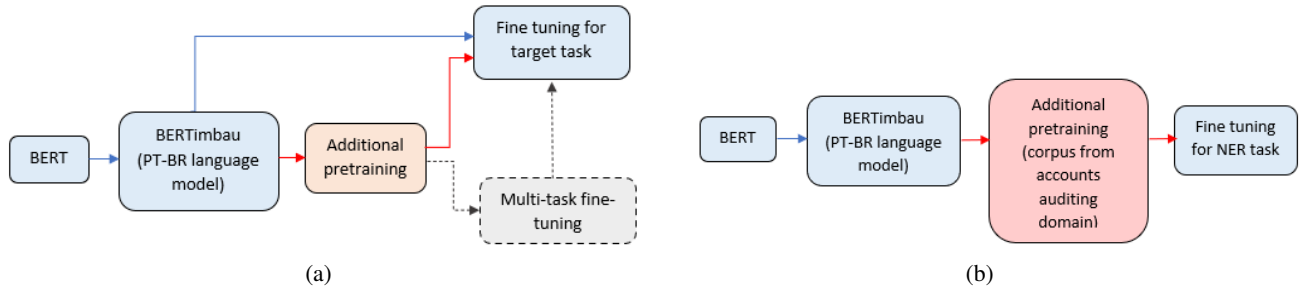 BERT
BERTimbau
(PT-BR language
model)
Additional
pretraining
Fine tuning for
target task
Multi-task fine-
tuning
(a)
BERT
BERTimbau
(PT-BR language
model)
Additional
pretraining
(corpus from
accounts
auditing
domain)
Fine tuning
for NER task
(b)